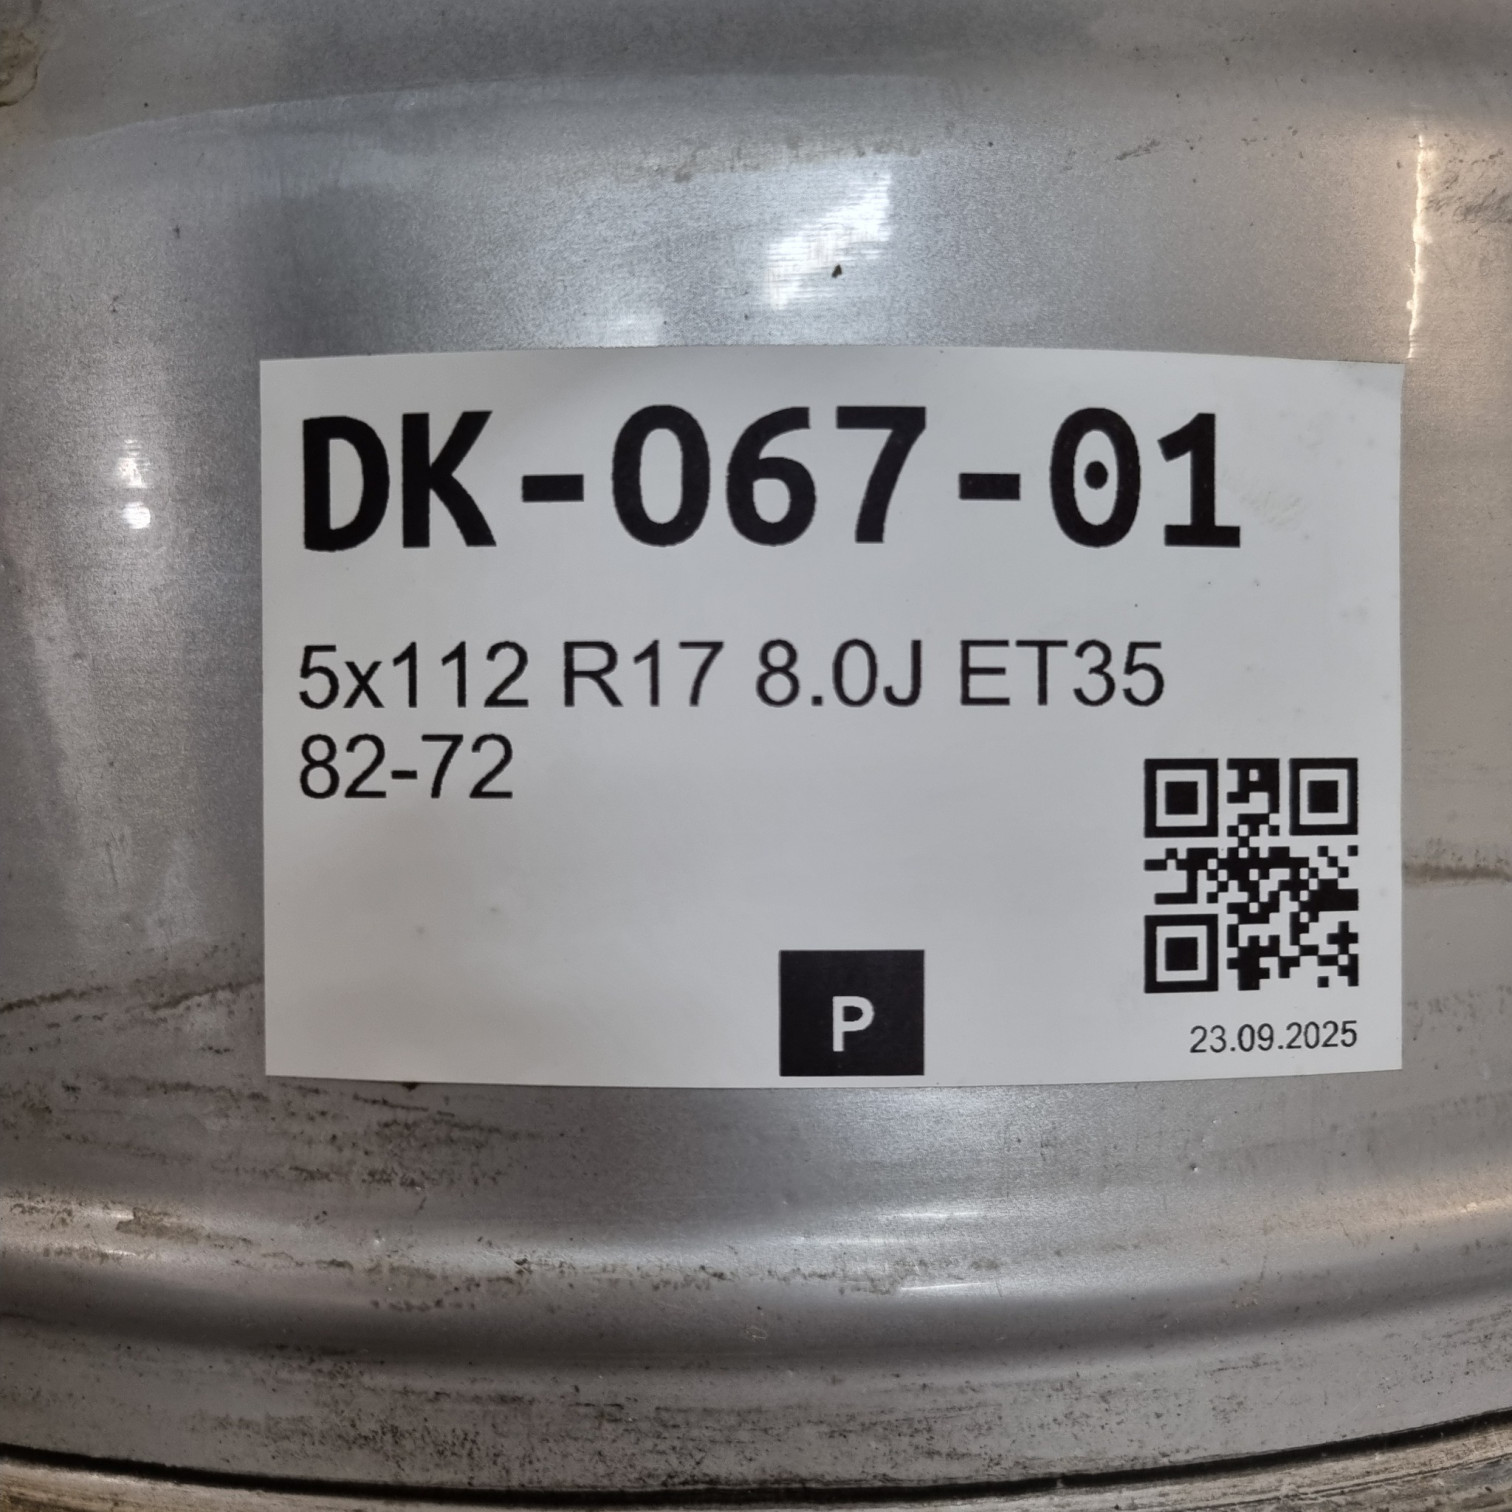 DK-067-01
5x112 R17 8.0J ET35
82-72
P
23.09.2025